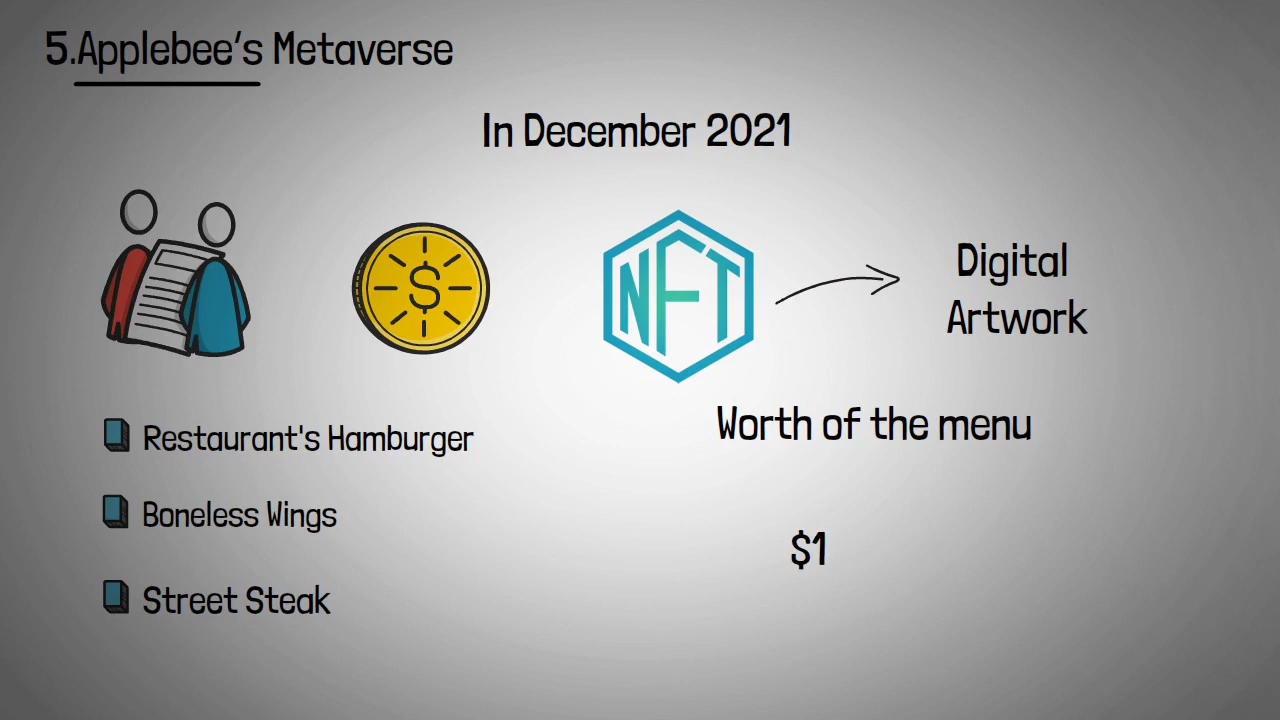 5.Applebee's Metaverse
In December 2021
NFT
Digital
Artwork
Worth of the menu
Restaurant's Hamburger
Boneless Wings
$1
Street Steak